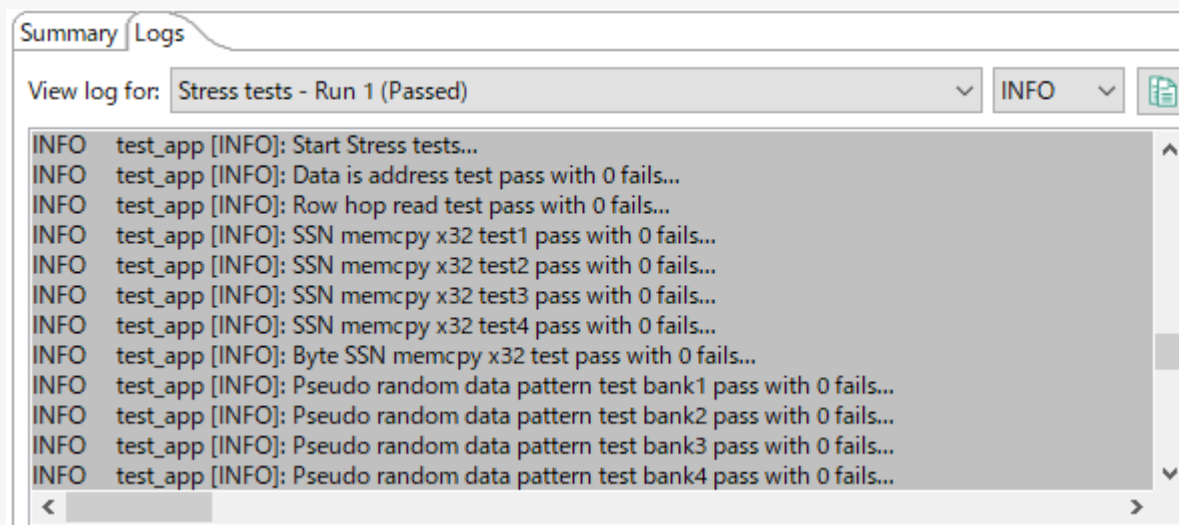 Summary Logs
View log for: Stress tests - Run 1 (Passed) INFO
INFO test_app [INFO]: Start Stress tests...
INFO test_app [INFO]: Data is address test pass with 0 fails...
INFO test_app [INFO]: Row hop read test pass with 0 fails...
INFO test_app [INFO]: SSN memcpy x32 test1 pass with 0 fails...
INFO test_app [INFO]: SSN memcpy x32 test2 pass with 0 fails...
INFO test_app [INFO]: SSN memcpy x32 test3 pass with 0 fails...
INFO test_app [INFO]: SSN memcpy x32 test4 pass with 0 fails...
INFO test_app [INFO]: Byte SSN memcpy x32 test pass with 0 fails...
INFO test_app [INFO]: Pseudo random data pattern test bank1 pass with 0 fails...
INFO test_app [INFO]: Pseudo random data pattern test bank2 pass with 0 fails...
INFO test_app [INFO]: Pseudo random data pattern test bank3 pass with 0 fails...
INFO test_app [INFO]: Pseudo random data pattern test bank4 pass with 0 fails...